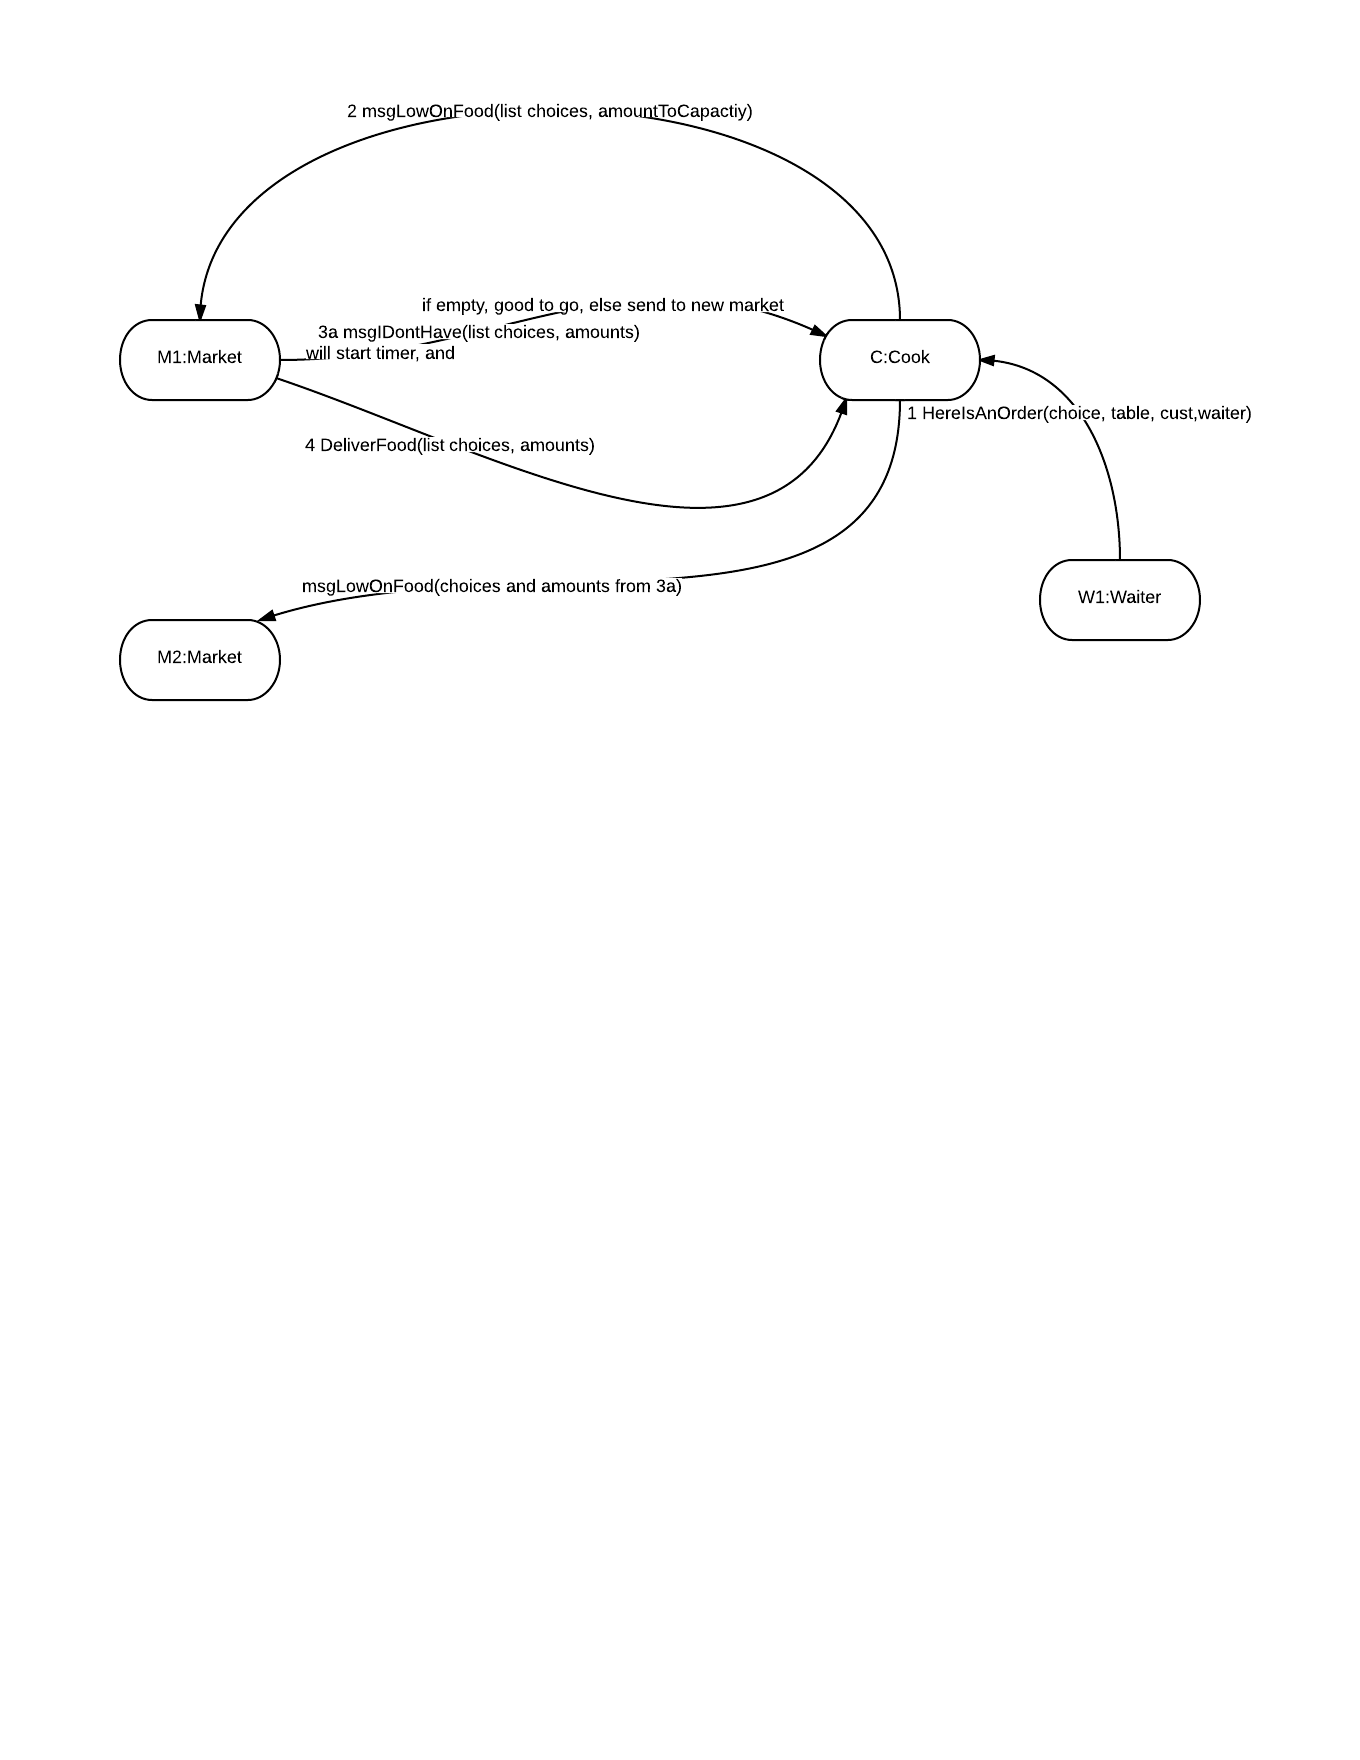 2 msgLowOnFood(list choices, amountToCapactiy)
if empty, good to go, else send to new market
3a msgIDontHave(list choices, amounts)
will start timer, and
M1:Market
C:Cook
1 HereIsAnOrder(choice, table, cust,waiter)
4 DeliverFood(list choices, amounts)
msgLowOnFood(choices and amounts from 3a)
W1:Waiter
M2:Market